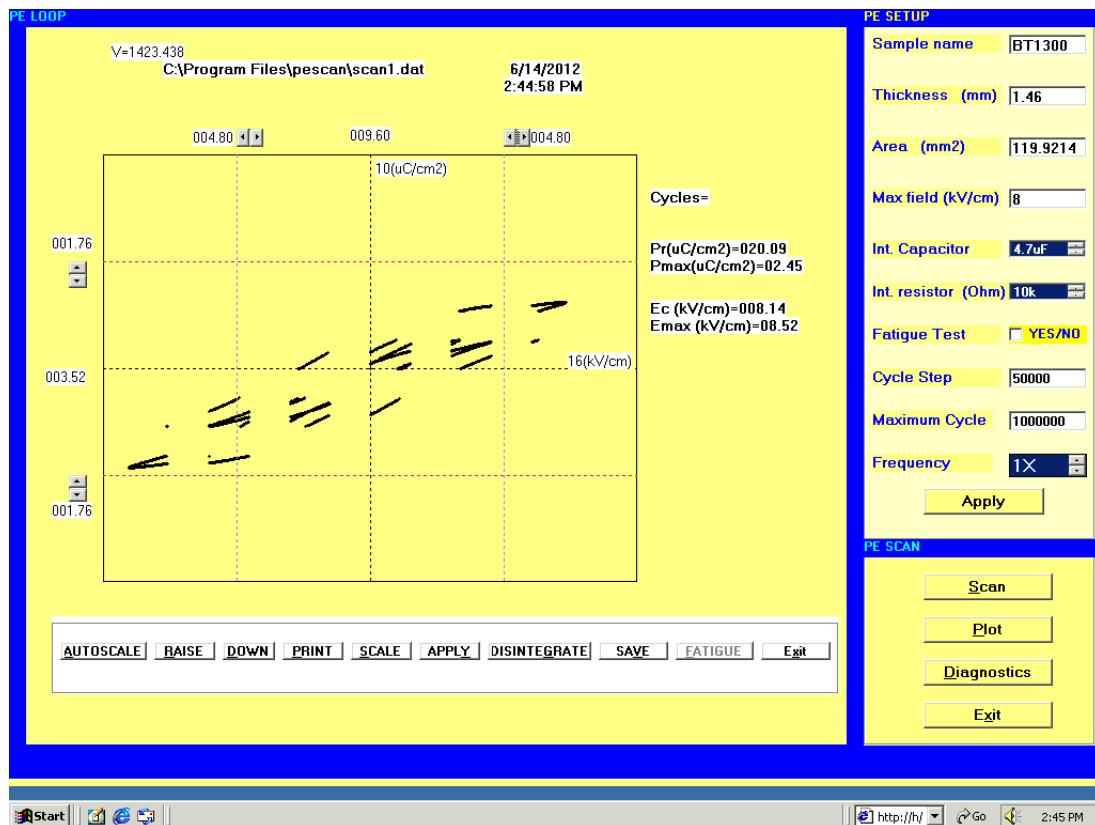 PE LOOP
V=1423.438
C:\Program Files\pescan\scan1.dat
6/14/2012
2:44:58 PM
004.80
009.60
004.80
10(uC/cm2)
001.76
003.52
001.76
16(kV/cm)
Cycles=
Pr(uC/cm2)=020.09
Pmax(uC/cm2)=02.45
Ec (kV/cm)=008.14
Emax (kV/cm)=08.52
AUTOSCALE RAISE DOWN PRINT SCALE APPLY DISINTEGRATE SAVE FATIGUE Exit
PE SETUP
Sample name BT1300
Thickness (mm) 1.46
Area (mm2) 119.9214
Max field (kV/cm) 8
Int. Capacitor 4.7uF
Int. resistor (Ohm) 10k
Fatigue Test YES/NO
Cycle Step 50000
Maximum Cycle 1000000
Frequency 1X
Apply
PE SCAN
Scan
Plot
Diagnostics
Exit
Start
http://h/ Go 2:45 PM